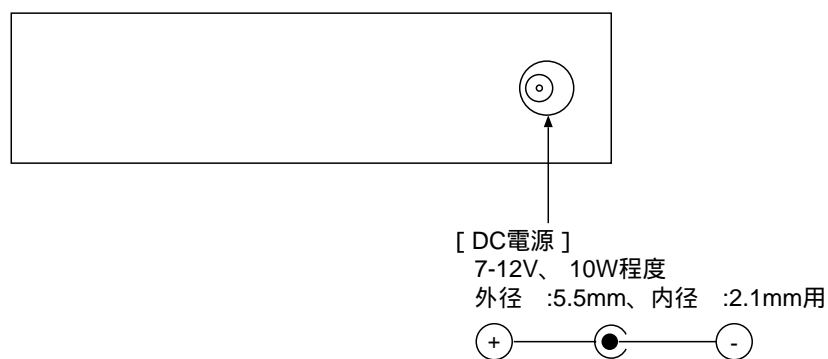 [ DC電源 ]
7-12V、 10W程度
外径 :5.5mm、内径 :2.1mm用
+ -